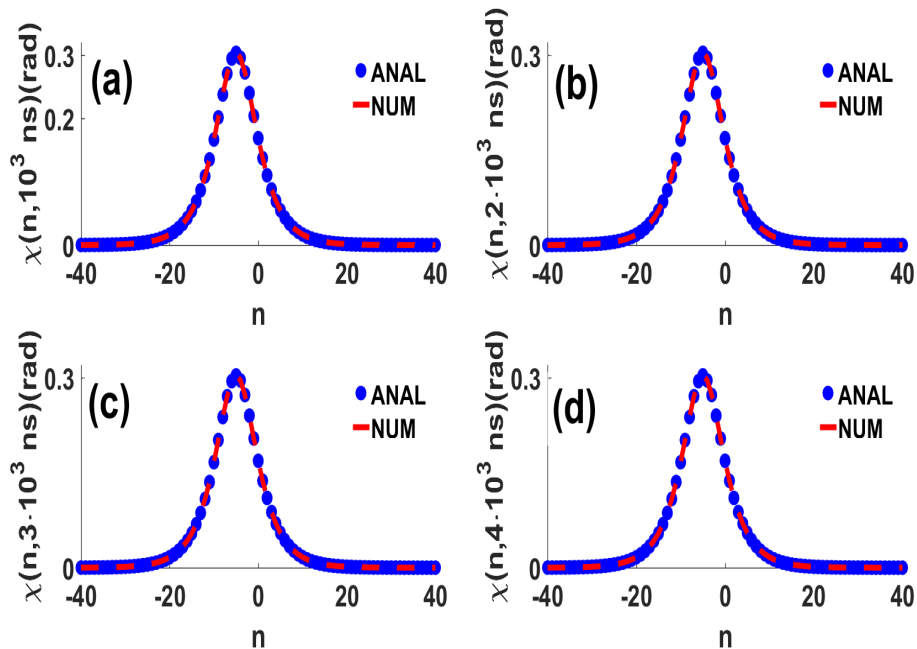 χ(n,10³ ns)(rad)
0.3
0.2
0
(a)
ANAL
NUM
-40 -20 0 20 40
n
χ(n,2·10³ ns)(rad)
0.3
0
(b)
ANAL
NUM
-40 -20 0 20 40
n
χ(n,3·10³ ns)(rad)
0.3
0
(c)
ANAL
NUM
-40 -20 0 20 40
n
χ(n,4·10³ ns)(rad)
0.3
0
(d)
ANAL
NUM
-40 -20 0 20 40
n